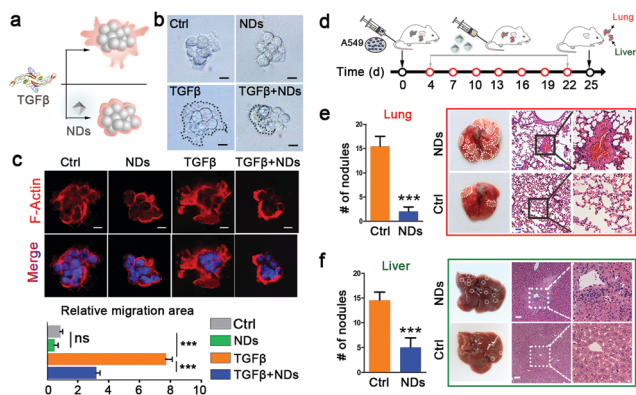 a
TGFβ
NDs
b
Ctrl
NDs
TGFβ
TGFβ+NDs
c
Ctrl
NDs
TGFβ
TGFβ+NDs
F-Actin
Merge
Relative migration area
ns
***
***
0 2 4 6 8 10
Ctrl
NDs
TGFβ
TGFβ+NDs
d
A549
Lung
Liver
Time (d)
0 4 7 10 13 16 19 22 25
e
Lung
# of nodules
20
15
10
5
0
***
Ctrl NDs
NDs
Ctrl
f
Liver
# of nodules
20
15
10
5
0
***
Ctrl NDs
NDs
Ctrl